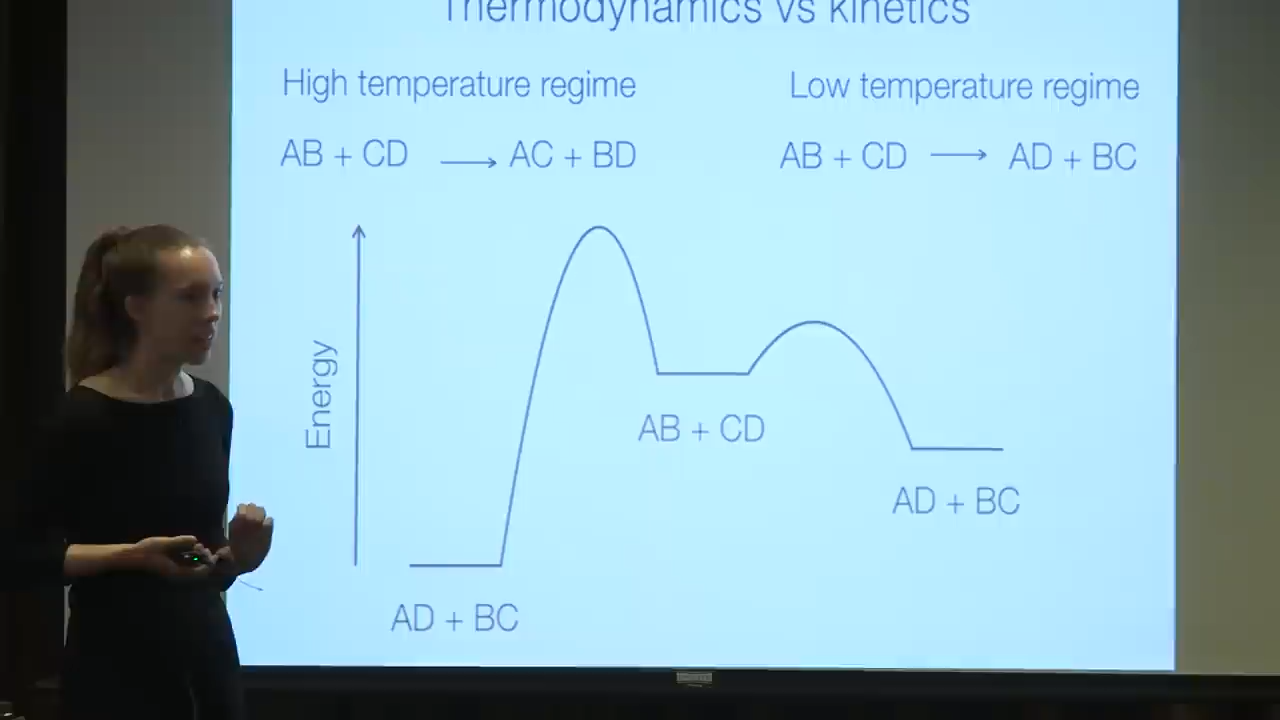 Thermodynamics vs kinetics
High temperature regime
Low temperature regime
AB + CD → AC + BD
AB + CD → AD + BC
Energy
AB + CD
AD + BC
AD + BC